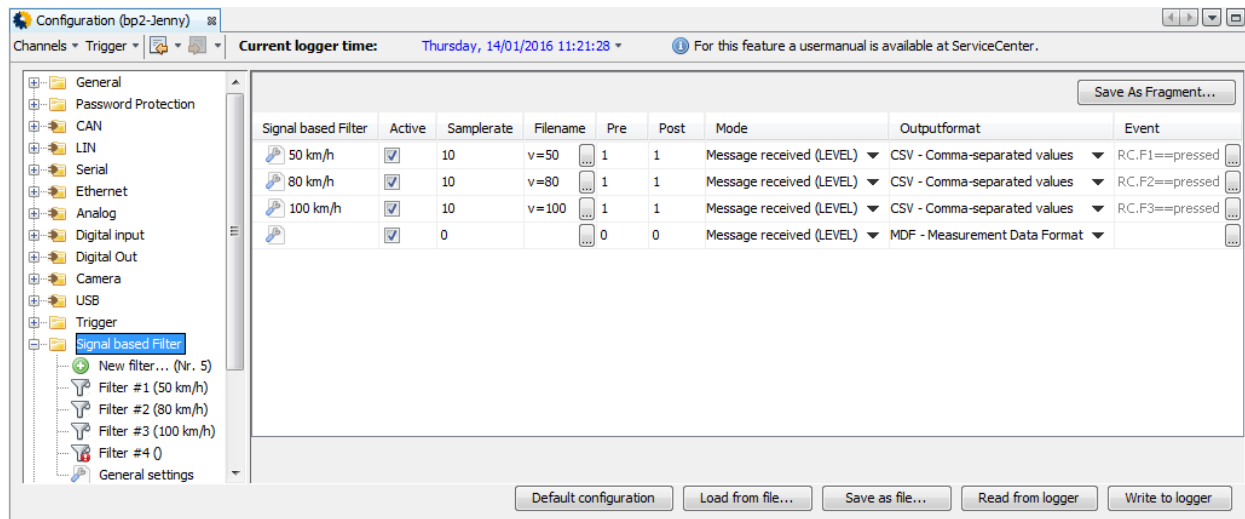 Configuration (bp2-Jenny)
Channels Trigger Current logger time: Thursday, 14/01/2016 11:21:28 For this feature a usermanual is available at ServiceCenter.
General
Password Protection
CAN
LIN
Serial
Ethernet
Analog
Digital input
Digital Out
Camera
USB
Trigger
Signal based Filter
New filter... (Nr. 5)
Filter #1 (50 km/h)
Filter #2 (80 km/h)
Filter #3 (100 km/h)
Filter #4 ()
General settings
Save As Fragment...
Signal based Filter Active Samplerate Filename Pre Post Mode Outputformat Event
50 km/h 10 v=50 ... 1 1 Message received (LEVEL) CSV - Comma-separated values RC.F1==pressed ...
80 km/h 10 v=80 ... 1 1 Message received (LEVEL) CSV - Comma-separated values RC.F2==pressed ...
100 km/h 10 v=100 ... 1 1 Message received (LEVEL) CSV - Comma-separated values RC.F3==pressed ...
0 ... 0 0 Message received (LEVEL) MDF - Measurement Data Format ...
Default configuration Load from file... Save as file... Read from logger Write to logger